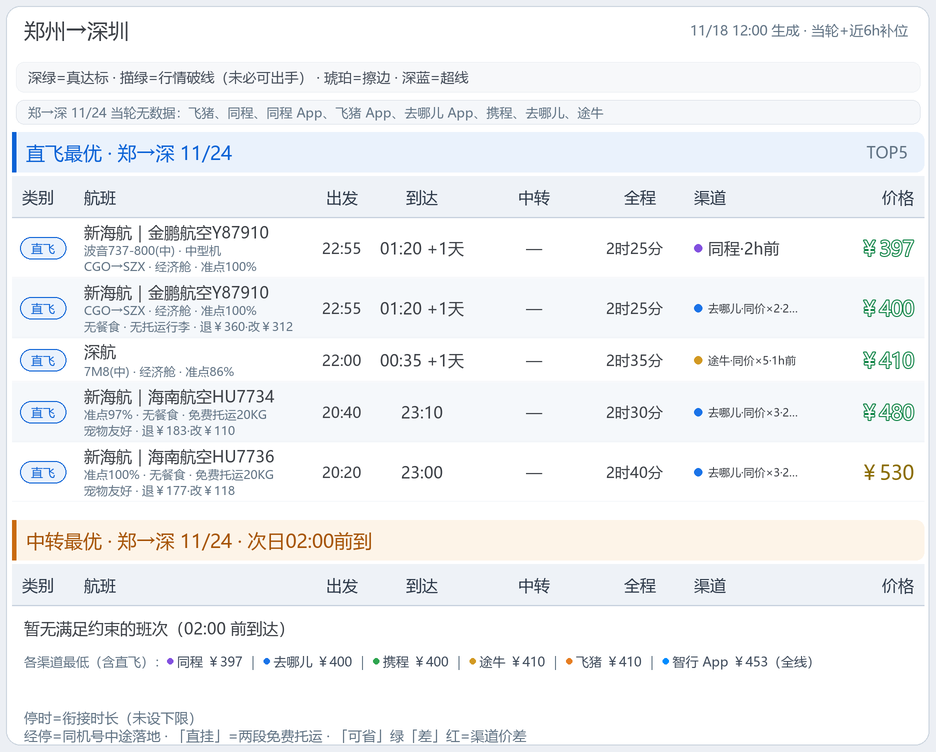 郑州→深圳
11/18 12:00 生成 · 当轮+近6h补位
深绿=真达标 · 描绿=行情破线（未必可出手） · 琥珀=擦边 · 深蓝=超线
郑→深 11/24 当轮无数据：飞猪、同程、同程 App、飞猪 App、去哪儿 App、携程、去哪儿、途牛
直飞最优 · 郑→深 11/24 TOP5
类别 航班 出发 到达 中转 全程 渠道 价格
直飞 新海航｜金鹏航空Y87910 22:55 01:20 +1天 — 2时25分 同程·2h前 ¥397
波音737-800(中) · 中型机
CGO→SZX · 经济舱 · 准点100%
直飞 新海航｜金鹏航空Y87910 22:55 01:20 +1天 — 2时25分 去哪儿·同价×2·2... ¥400
CGO→SZX · 经济舱 · 准点100%
无餐食 · 无托运行李 · 退¥360·改¥312
直飞 深航 22:00 00:35 +1天 — 2时35分 途牛·同价×5·1h前 ¥410
7M8(中) · 经济舱 · 准点86%
直飞 新海航｜海南航空HU7734 20:40 23:10 — 2时30分 去哪儿·同价×3·2... ¥480
准点97% · 无餐食 · 免费托运20KG
宠物友好 · 退¥183·改¥110
直飞 新海航｜海南航空HU7736 20:20 23:00 — 2时40分 去哪儿·同价×3·2... ¥530
准点100% · 无餐食 · 免费托运20KG
宠物友好 · 退¥177·改¥118
中转最优 · 郑→深 11/24 · 次日02:00前到
类别 航班 出发 到达 中转 全程 渠道 价格
暂无满足约束的班次（02:00 前到达）
各渠道最低（含直飞）: 同程 ¥397 ｜ 去哪儿 ¥400 ｜ 携程 ¥400 ｜ 途牛 ¥410 ｜ 飞猪 ¥410 ｜ 智行 App ¥453（全线）
停时=衔接时长（未设下限）
经停=同机号中途落地 · 「直挂」=两段免费托运 · 「可省」绿「差」红=渠道价差